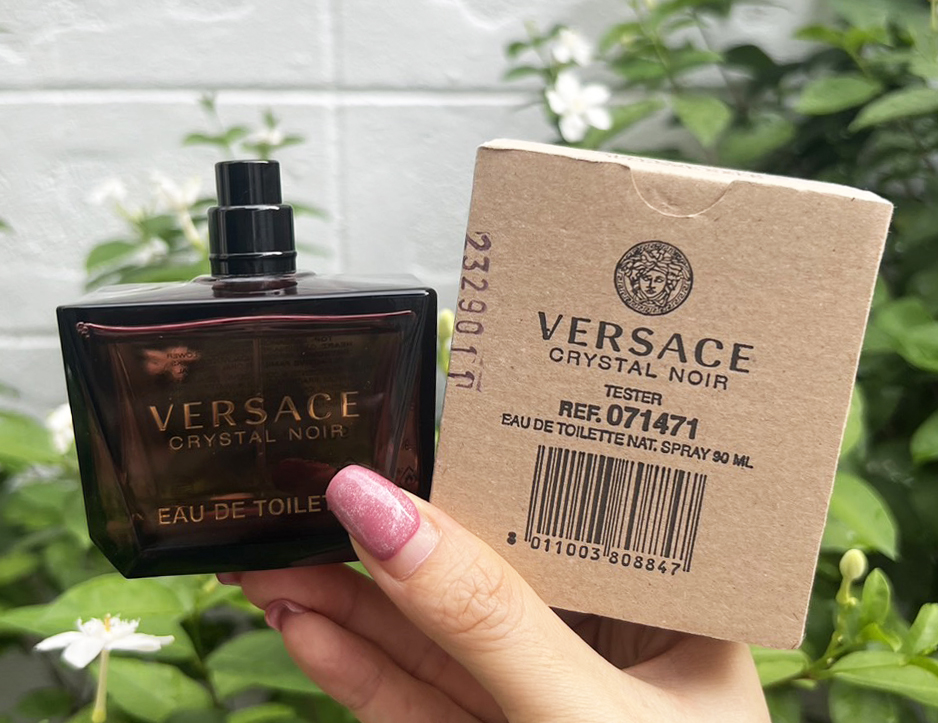 VERSACE
CRYSTAL NOIR
EAU DE TOILET
2329011
VERSACE
CRYSTAL NOIR
TESTER
REF. 071471
EAU DE TOILETTE NAT. SPRAY 90 ML
8 011003 808847